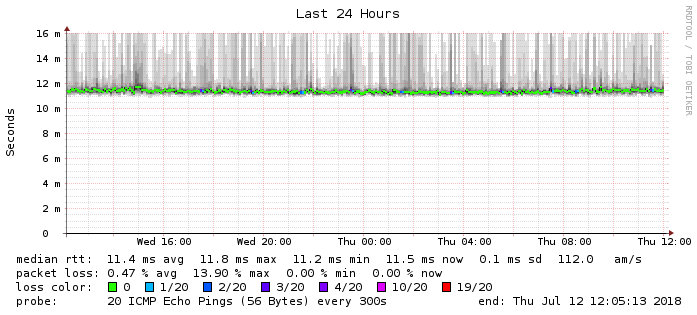 Last 24 Hours
RRDTOOL / TOBI OETIKER
Seconds
16 m
14 m
12 m
10 m
8 m
6 m
4 m
2 m
0
Wed 16:00 Wed 20:00 Thu 00:00 Thu 04:00 Thu 08:00 Thu 12:00
median rtt: 11.4 ms avg 11.8 ms max 11.2 ms min 11.5 ms now 0.1 ms sd 112.0 am/s
packet loss: 0.47 % avg 13.90 % max 0.00 % min 0.00 % now
loss color: 0 1/20 2/20 3/20 4/20 10/20 19/20
probe: 20 ICMP Echo Pings (56 Bytes) every 300s end: Thu Jul 12 12:05:13 2018